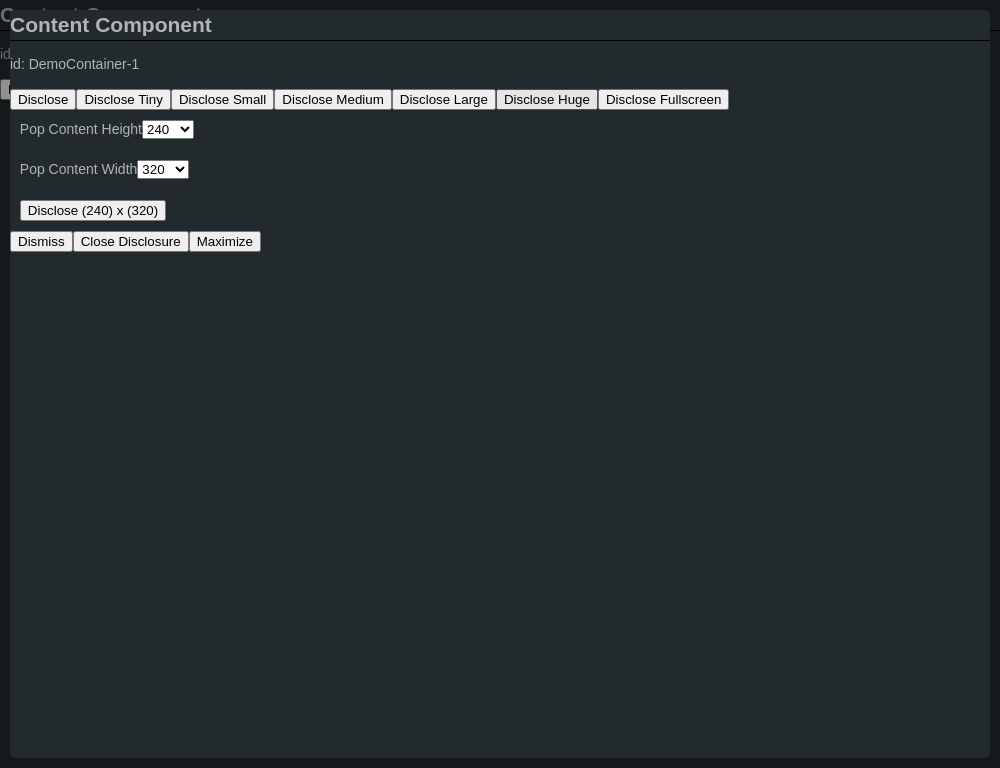 Content Component
id: DemoContainer-1
Disclose Disclose Tiny Disclose Small Disclose Medium Disclose Large Disclose Huge Disclose Fullscreen
Pop Content Height 240
Pop Content Width 320
Disclose (240) x (320)
Dismiss Close Disclosure Maximize